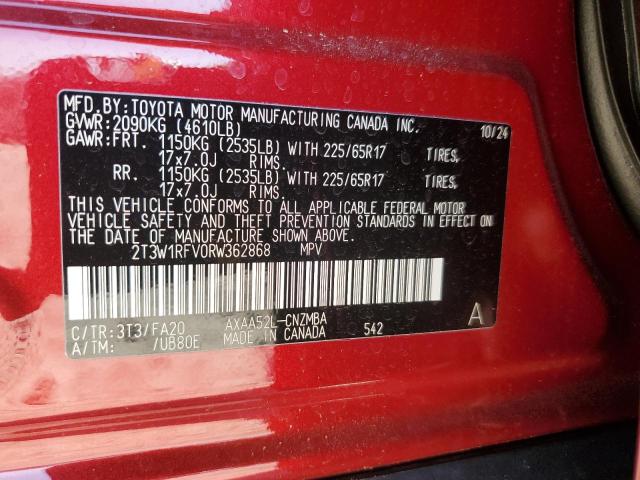 MFD.BY:TOYOTA MOTOR MANUFACTURING CANADA INC.
GVWR:2090KG (4610LB) 10/24
GAWR:FRT. 1150KG (2535LB) WITH 225/65R17 TIRES,
17x7.0J RIMS.
RR. 1150KG (2535LB) WITH 225/65R17 TIRES,
17x7.0J RIMS.
THIS VEHICLE CONFORMS TO ALL APPLICABLE FEDERAL MOTOR
VEHICLE SAFETY AND THEFT PREVENTION STANDARDS IN EFFECT ON
THE DATE OF MANUFACTURE SHOWN ABOVE.
2T3W1RFV0RW362868 MPV
A
C/TR:3T3/FA20 AXAA52L-CNZMBA 542
A/TM: /UB80E MADE IN CANADA